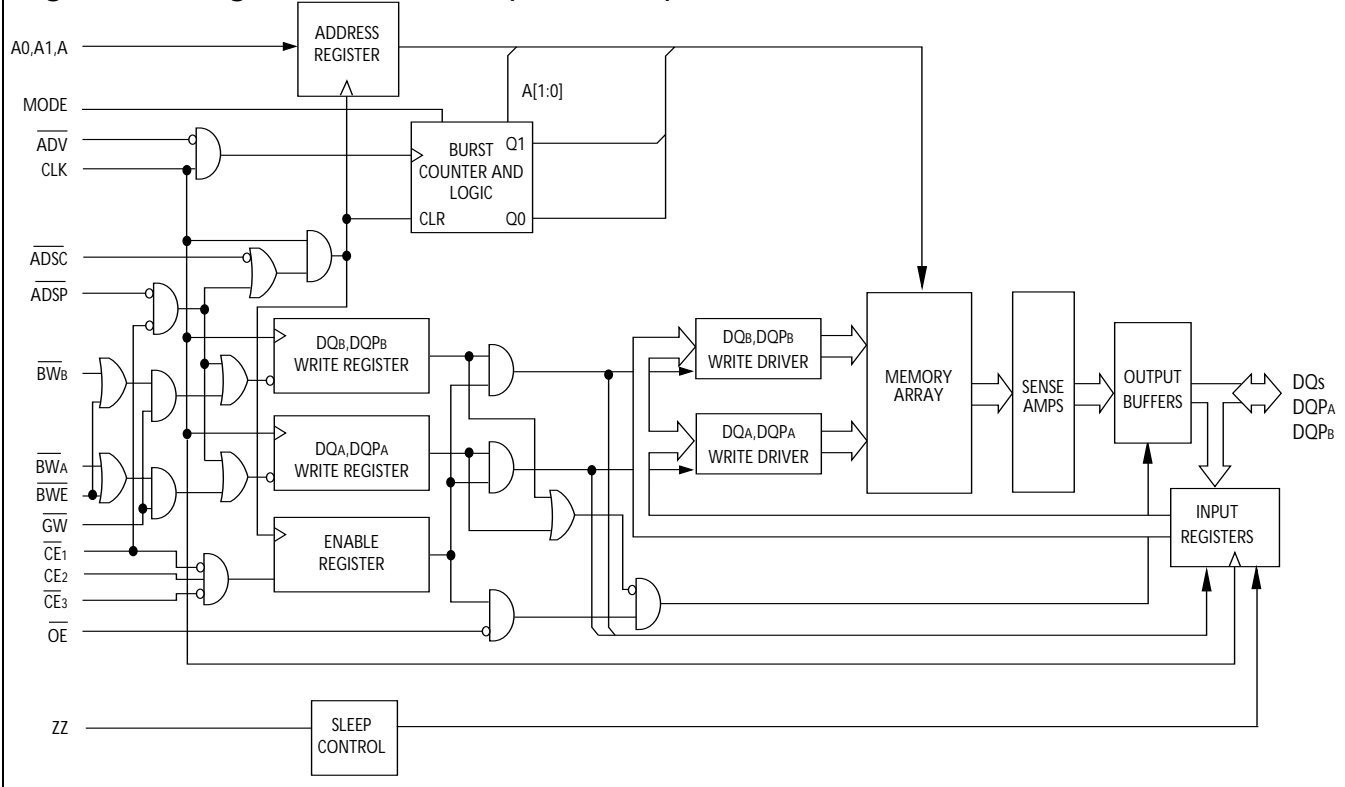 A0,A1,A
ADDRESS
REGISTER
MODE
A[1:0]
ADV
CLK
BURST
COUNTER AND
LOGIC
Q1
CLR
Q0
ADSC
ADSP
DQB,DQPB
WRITE REGISTER
DQB,DQPB
WRITE DRIVER
MEMORY
ARRAY
SENSE
AMPS
OUTPUT
BUFFERS
DQs
DQPA
DQPB
BWB
DQA,DQPA
WRITE REGISTER
DQA,DQPA
WRITE DRIVER
BWA
BWE
GW
INPUT
REGISTERS
CE1
CE2
CE3
ENABLE
REGISTER
OE
ZZ
SLEEP
CONTROL